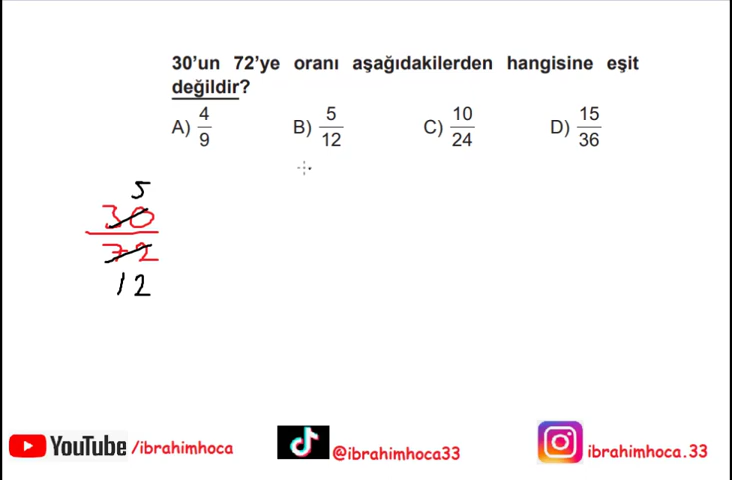 30’un 72’ye oranı aşağıdakilerden hangisine eşit
değildir?
A) 4/9 B) 5/12 C) 10/24 D) 15/36
5
30
72
12
YouTube /ibrahimhoca @ibrahimhoca33 ibrahimhoca.33